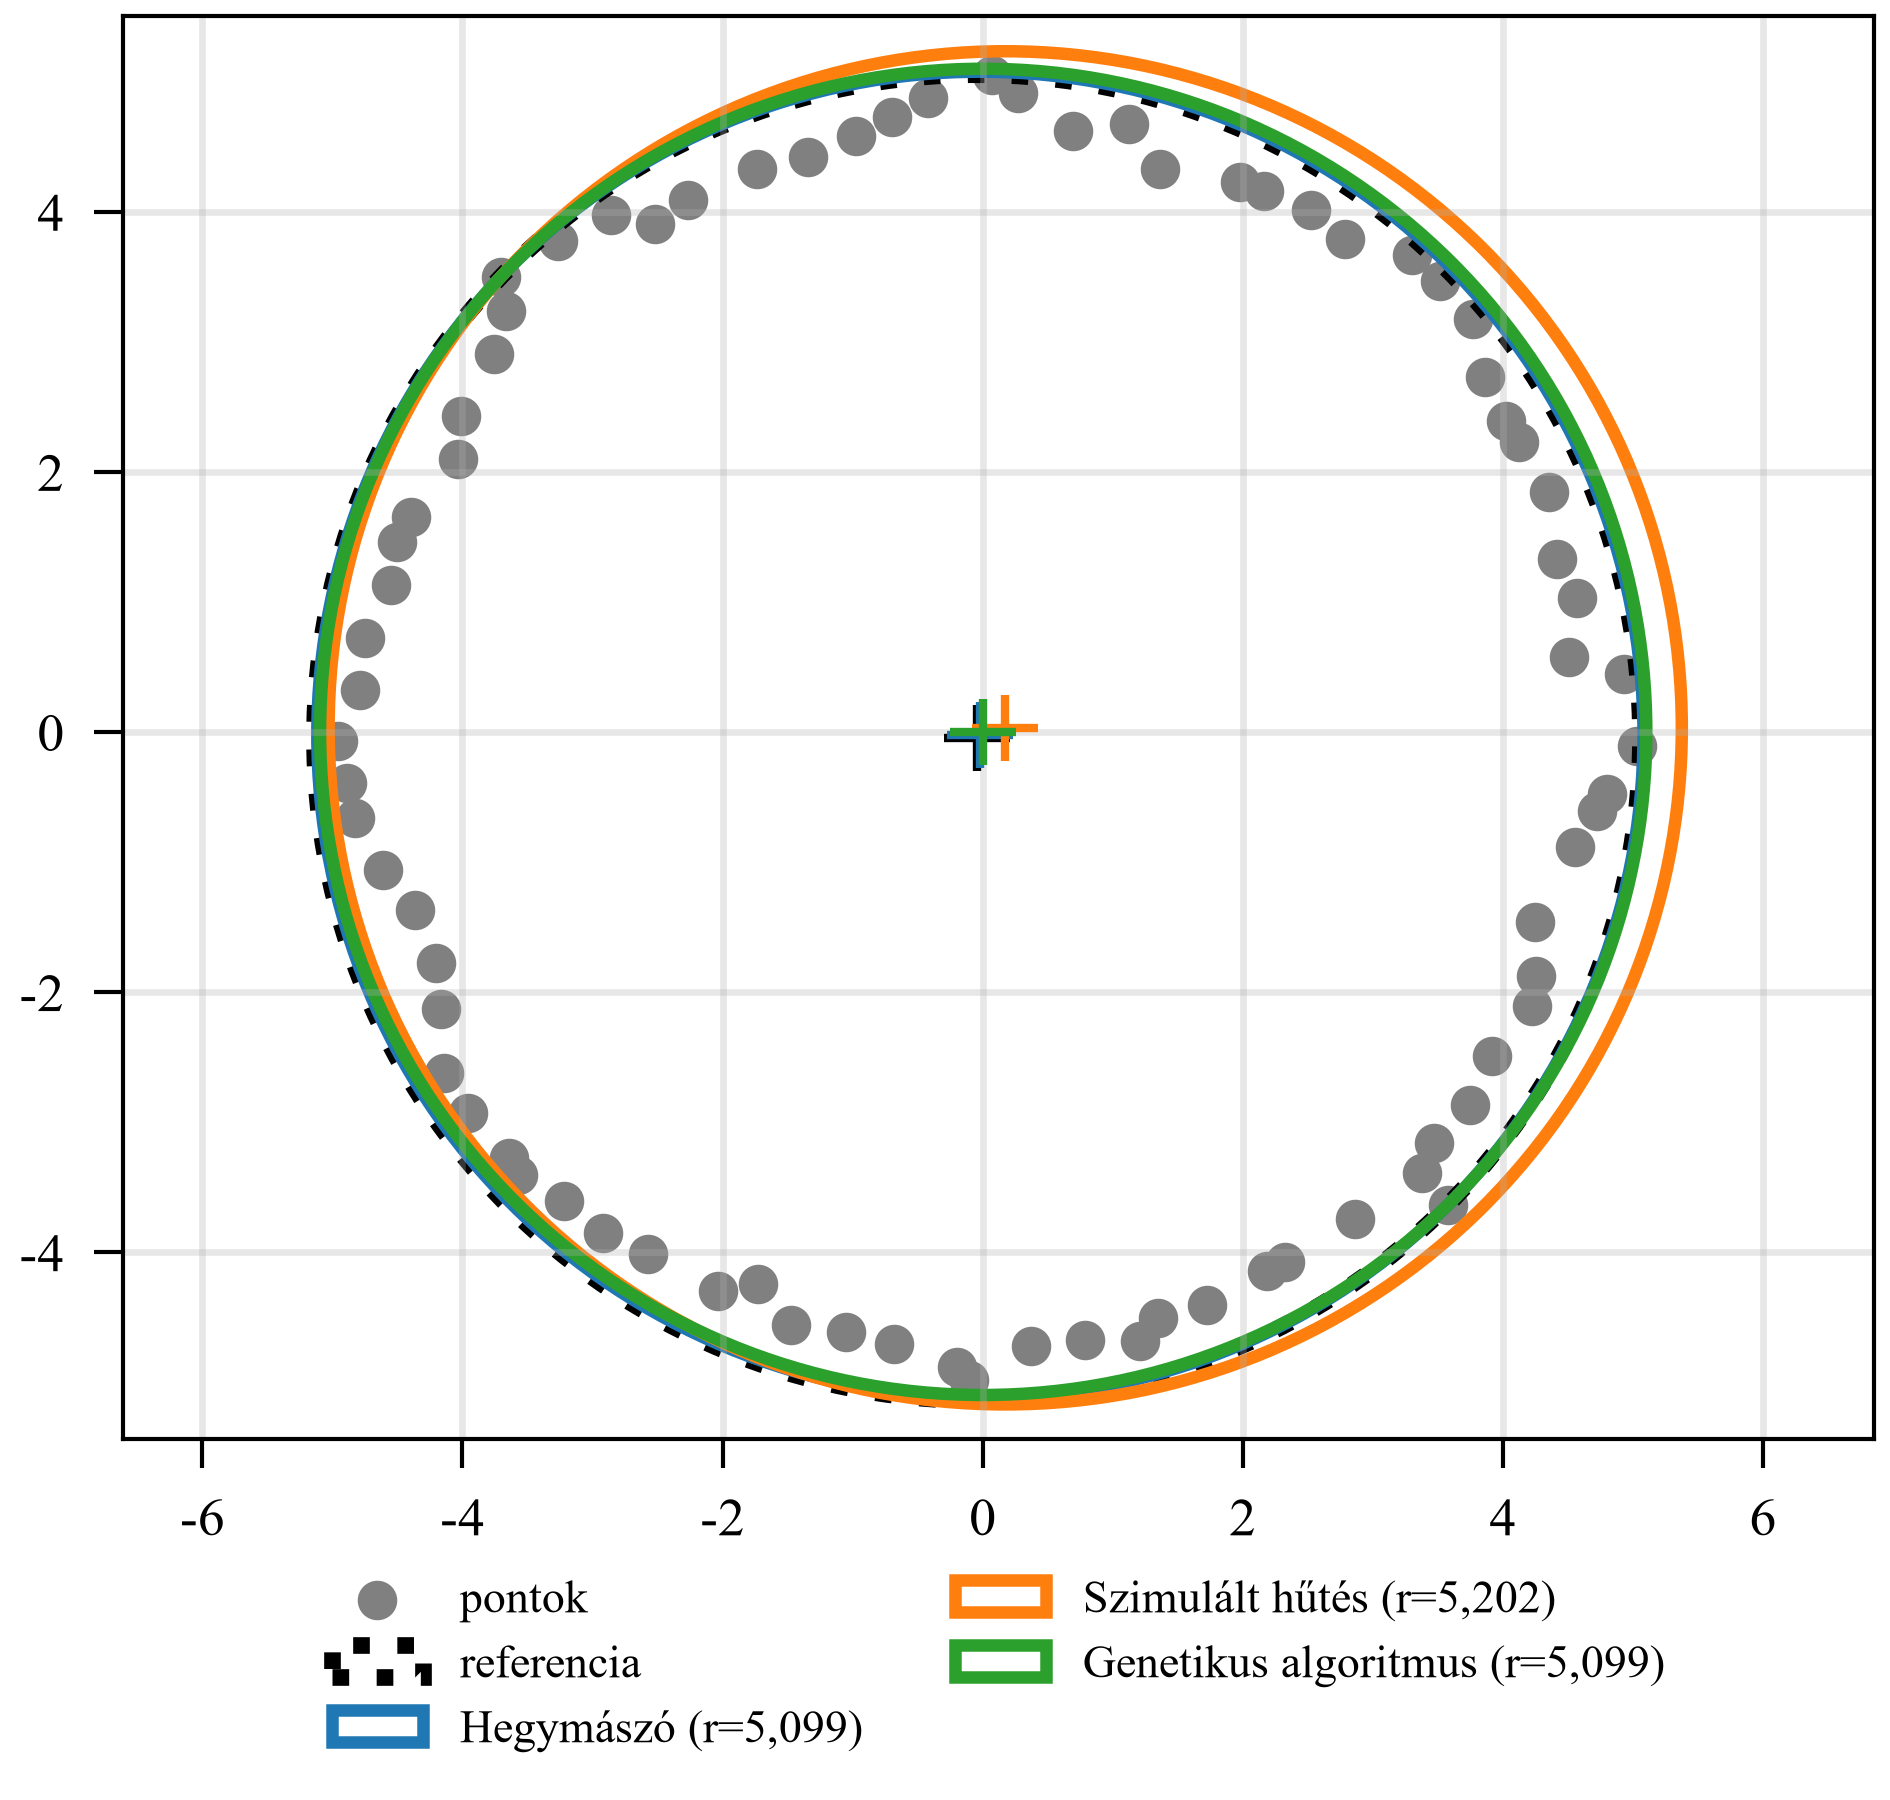 4
2
0
-2
-4
-6 -4 -2 0 2 4 6
pontok
referencia
Hegymászó (r=5,099)
Szimulált hűtés (r=5,202)
Genetikus algoritmus (r=5,099)